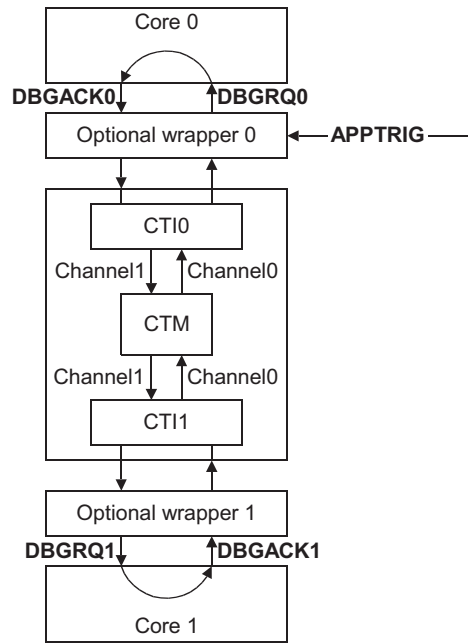 Core 0
DBGACK0 DBGRQ0
Optional wrapper 0
APPTRIG
CTI0
Channel1 Channel0
CTM
Channel1 Channel0
CTI1
Optional wrapper 1
DBGRQ1 DBGACK1
Core 1